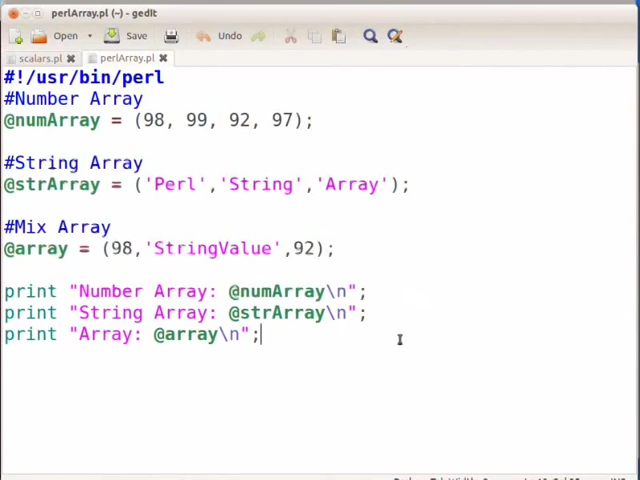 perlArray.pl (~) - gedit
Open
Save
Undo
scalars.pl
perlArray.pl
#!/usr/bin/perl
#Number Array
@numArray = (98, 99, 92, 97);
#String Array
@strArray = ('Perl','String','Array');
#Mix Array
@array = (98,'StringValue',92);
print "Number Array: @numArray\n";
print "String Array: @strArray\n";
print "Array: @array\n";